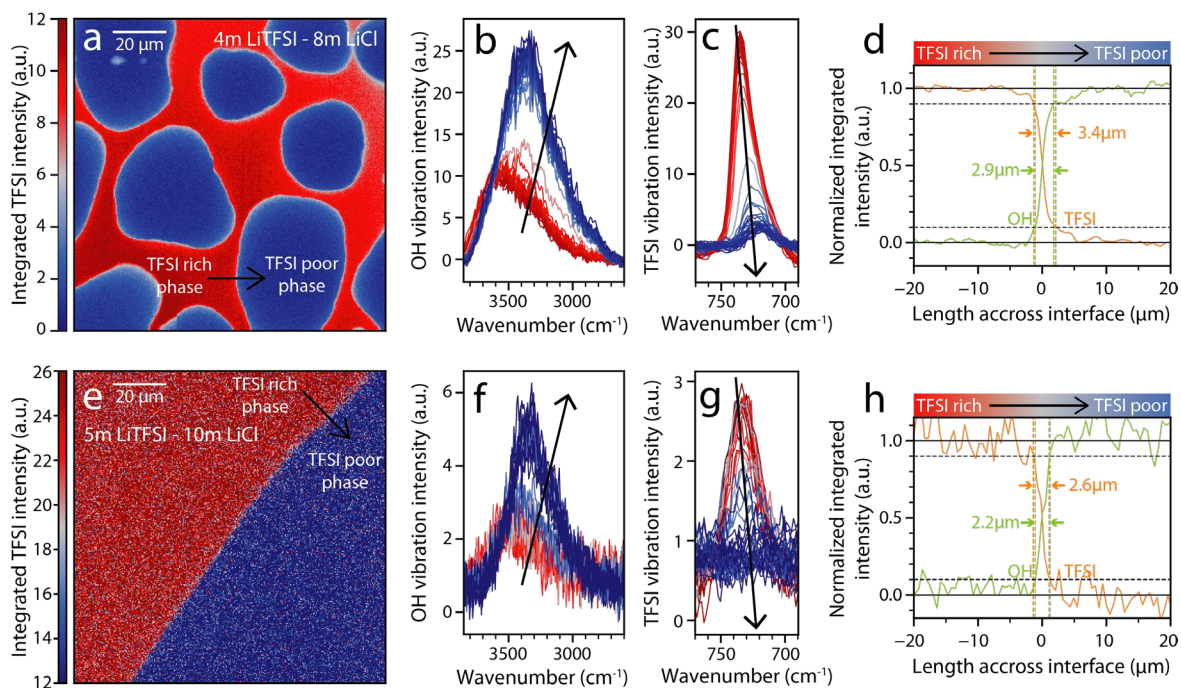 a
20 µm
4m LiTFSI - 8m LiCl
TFSI rich
phase
TFSI poor
phase
Integrated TFSI intensity (a.u.)
12
10
8
6
4
2
0
b
OH vibration intensity (a.u.)
25
20
15
10
5
0
3500
3000
Wavenumber (cm⁻¹)
c
TFSI vibration intensity (a.u.)
30
20
10
0
750
700
Wavenumber (cm⁻¹)
d
TFSI rich
TFSI poor
Normalized integrated
intensity (a.u.)
1.0
0.5
0.0
3.4µm
2.9µm
OH
TFSI
−20
−10
0
10
20
Length accross interface (µm)
e
20 µm
TFSI rich
phase
5m LiTFSI - 10m LiCl
TFSI poor
phase
Integrated TFSI intensity (a.u.)
26
25
23
22
20
19
18
16
15
14
12
f
OH vibration intensity (a.u.)
6
4
2
0
3500
3000
Wavenumber (cm⁻¹)
g
TFSI vibration intensity (a.u.)
3
2
1
0
750
700
Wavenumber (cm⁻¹)
h
TFSI rich
TFSI poor
Normalized integrated
intensity (a.u.)
1.0
0.5
0.0
2.6µm
2.2µm
OH
TFSI
−20
−10
0
10
20
Length accross interface (µm)